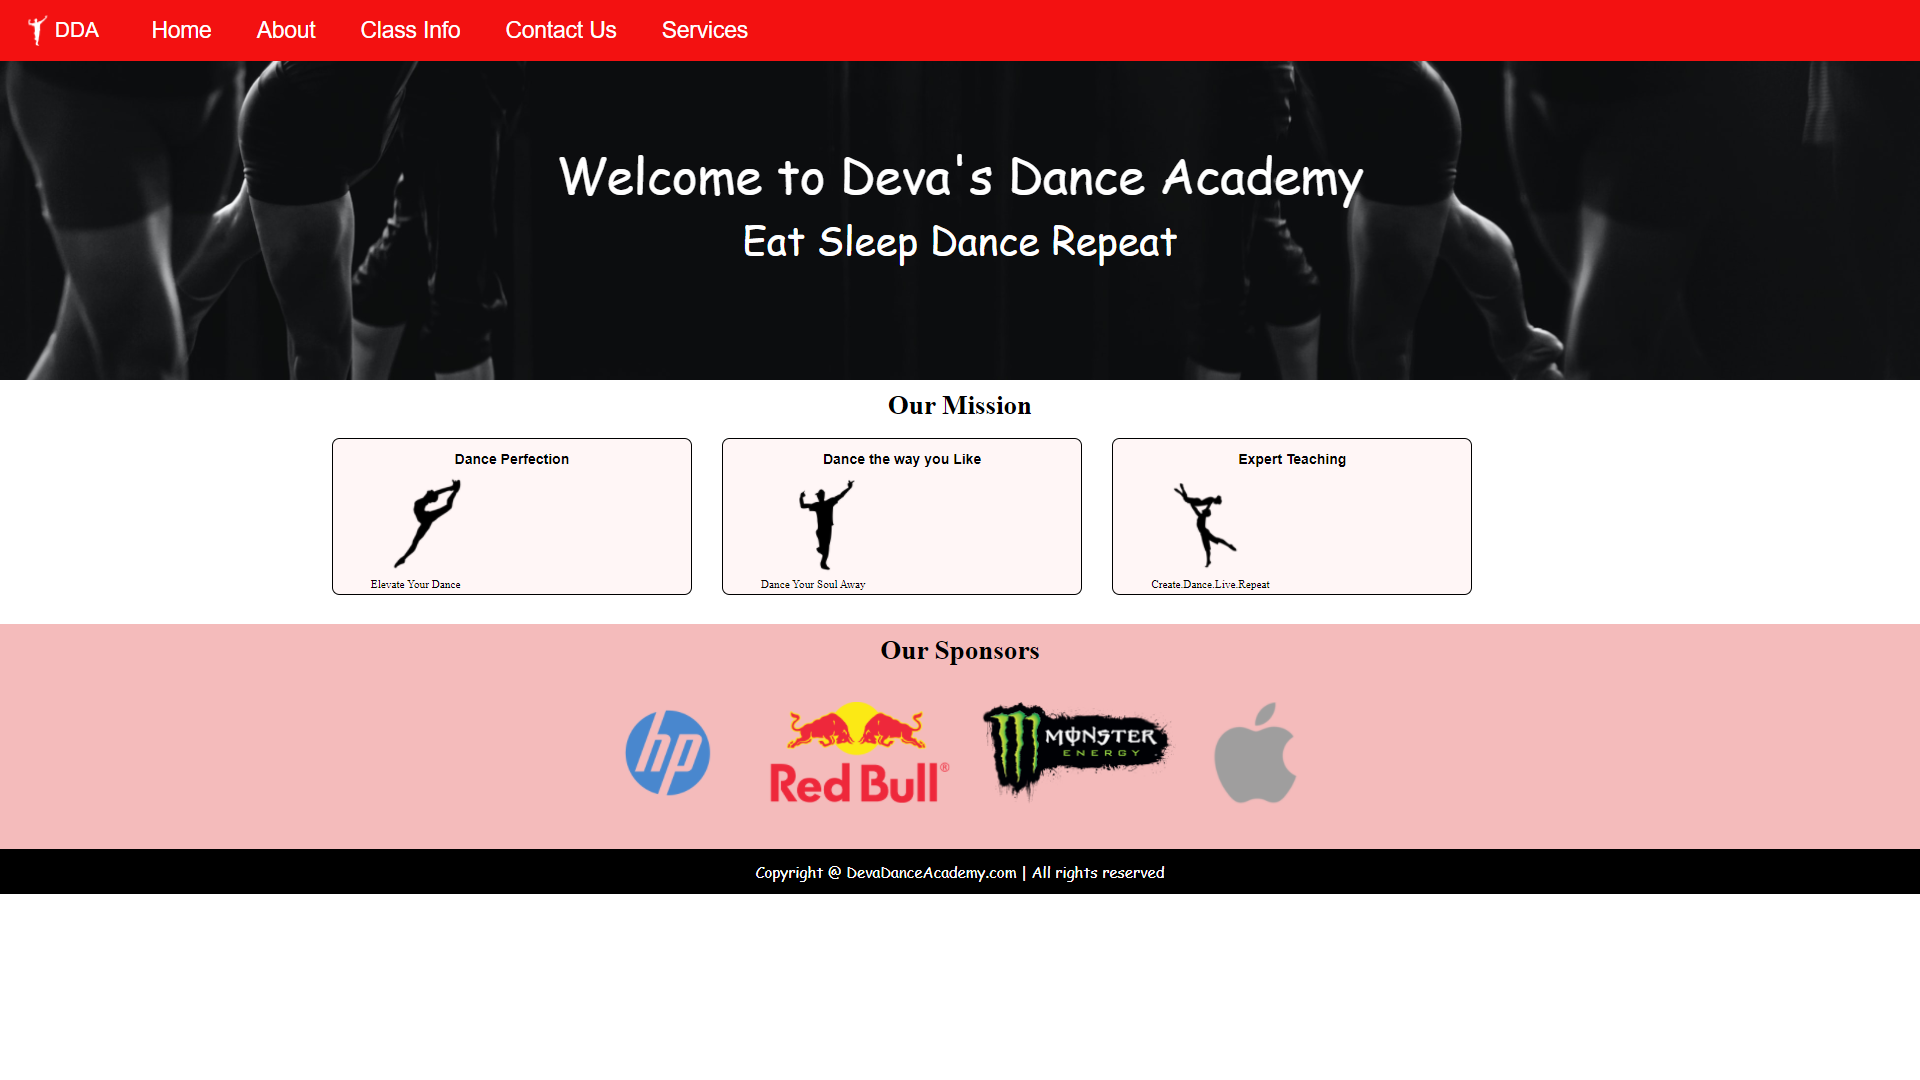 DDA Home About Class Info Contact Us Services
Welcome to Deva's Dance Academy
Eat Sleep Dance Repeat
Our Mission
Dance Perfection
Elevate Your Dance
Dance the way you Like
Dance Your Soul Away
Expert Teaching
Create.Dance.Live.Repeat
Our Sponsors
hp
Red Bull®
MONSTER
ENERGY
Copyright @ DevaDanceAcademy.com | All rights reserved